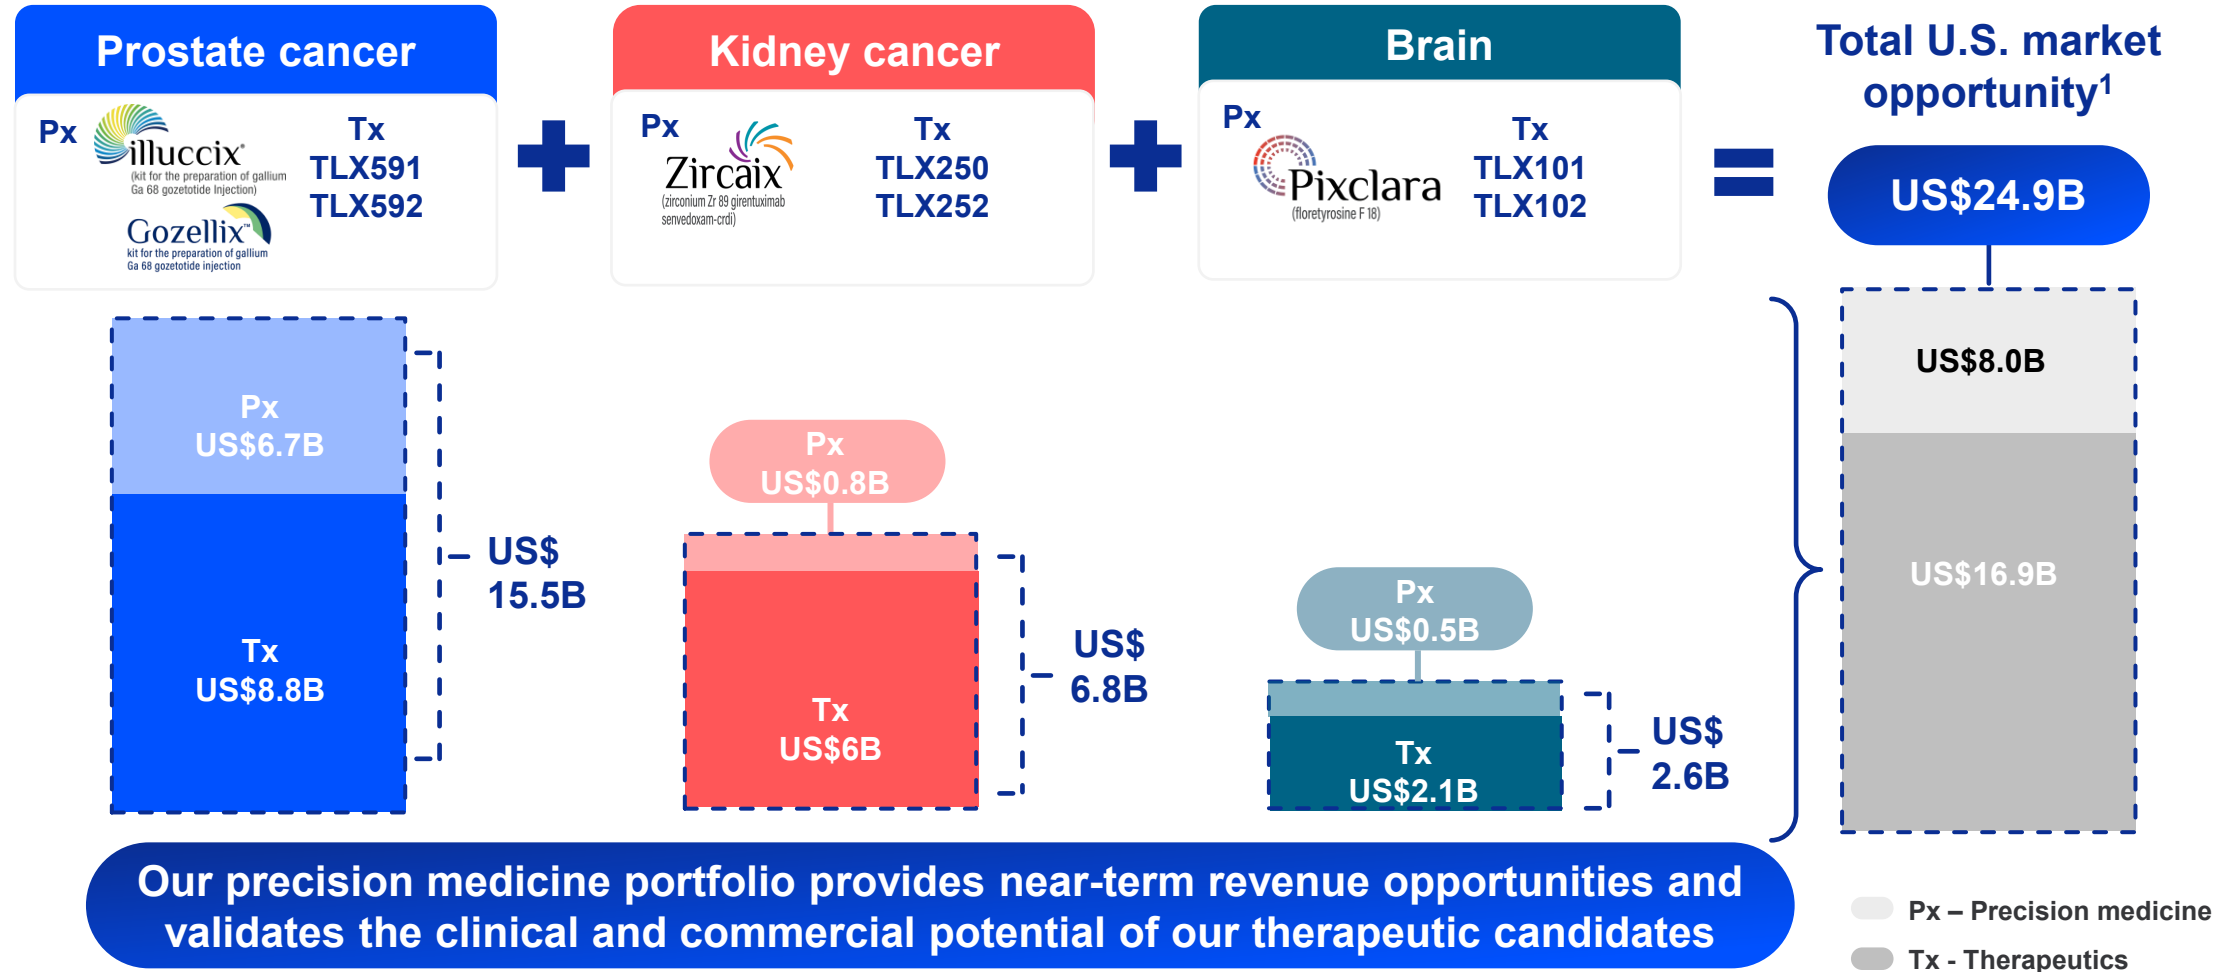 Prostate cancer
Px
illuccix®
(kit for the preparation of gallium
Ga 68 gozetotide Injection)
Gozellix™
kit for the preparation of gallium
Ga 68 gozetotide injection
Tx
TLX591
TLX592
Kidney cancer
Px
Zircaix
(zirconium Zr 89 girentuximab
senvedoxam-crdi)
Tx
TLX250
TLX252
Brain
Px
Pixclara
(floretyrosine F 18)
Tx
TLX101
TLX102
Total U.S. market
opportunity¹
US$24.9B
Px
US$6.7B
Tx
US$8.8B
US$
15.5B
Px
US$0.8B
Tx
US$6B
US$
6.8B
Px
US$0.5B
Tx
US$2.1B
US$
2.6B
US$8.0B
US$16.9B
Our precision medicine portfolio provides near-term revenue opportunities and
validates the clinical and commercial potential of our therapeutic candidates
Px – Precision medicine
Tx - Therapeutics